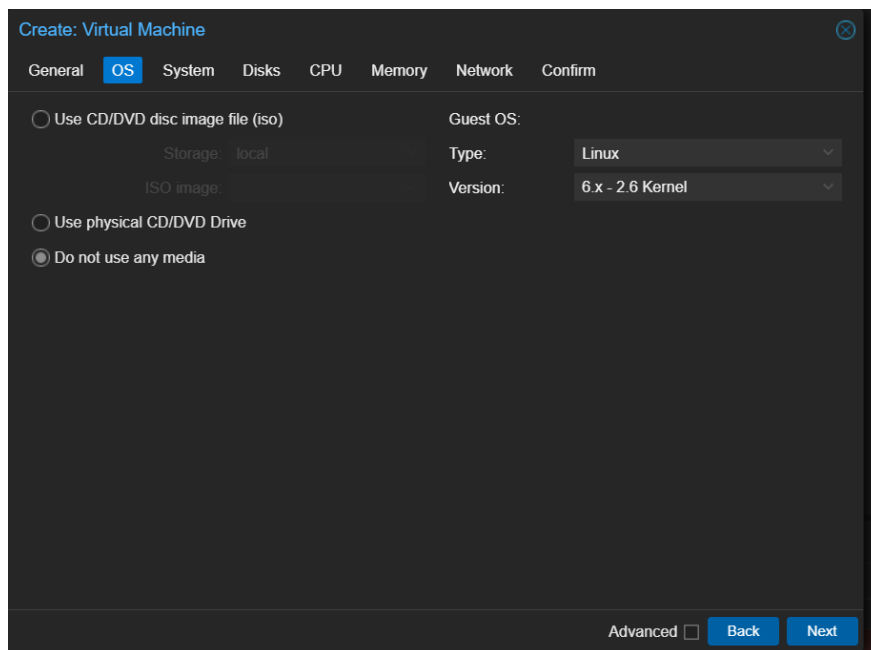 Create: Virtual Machine
General OS System Disks CPU Memory Network Confirm
Use CD/DVD disc image file (iso)
Storage: local
ISO image:
Use physical CD/DVD Drive
Do not use any media
Guest OS:
Type: Linux
Version: 6.x - 2.6 Kernel
Advanced Back Next